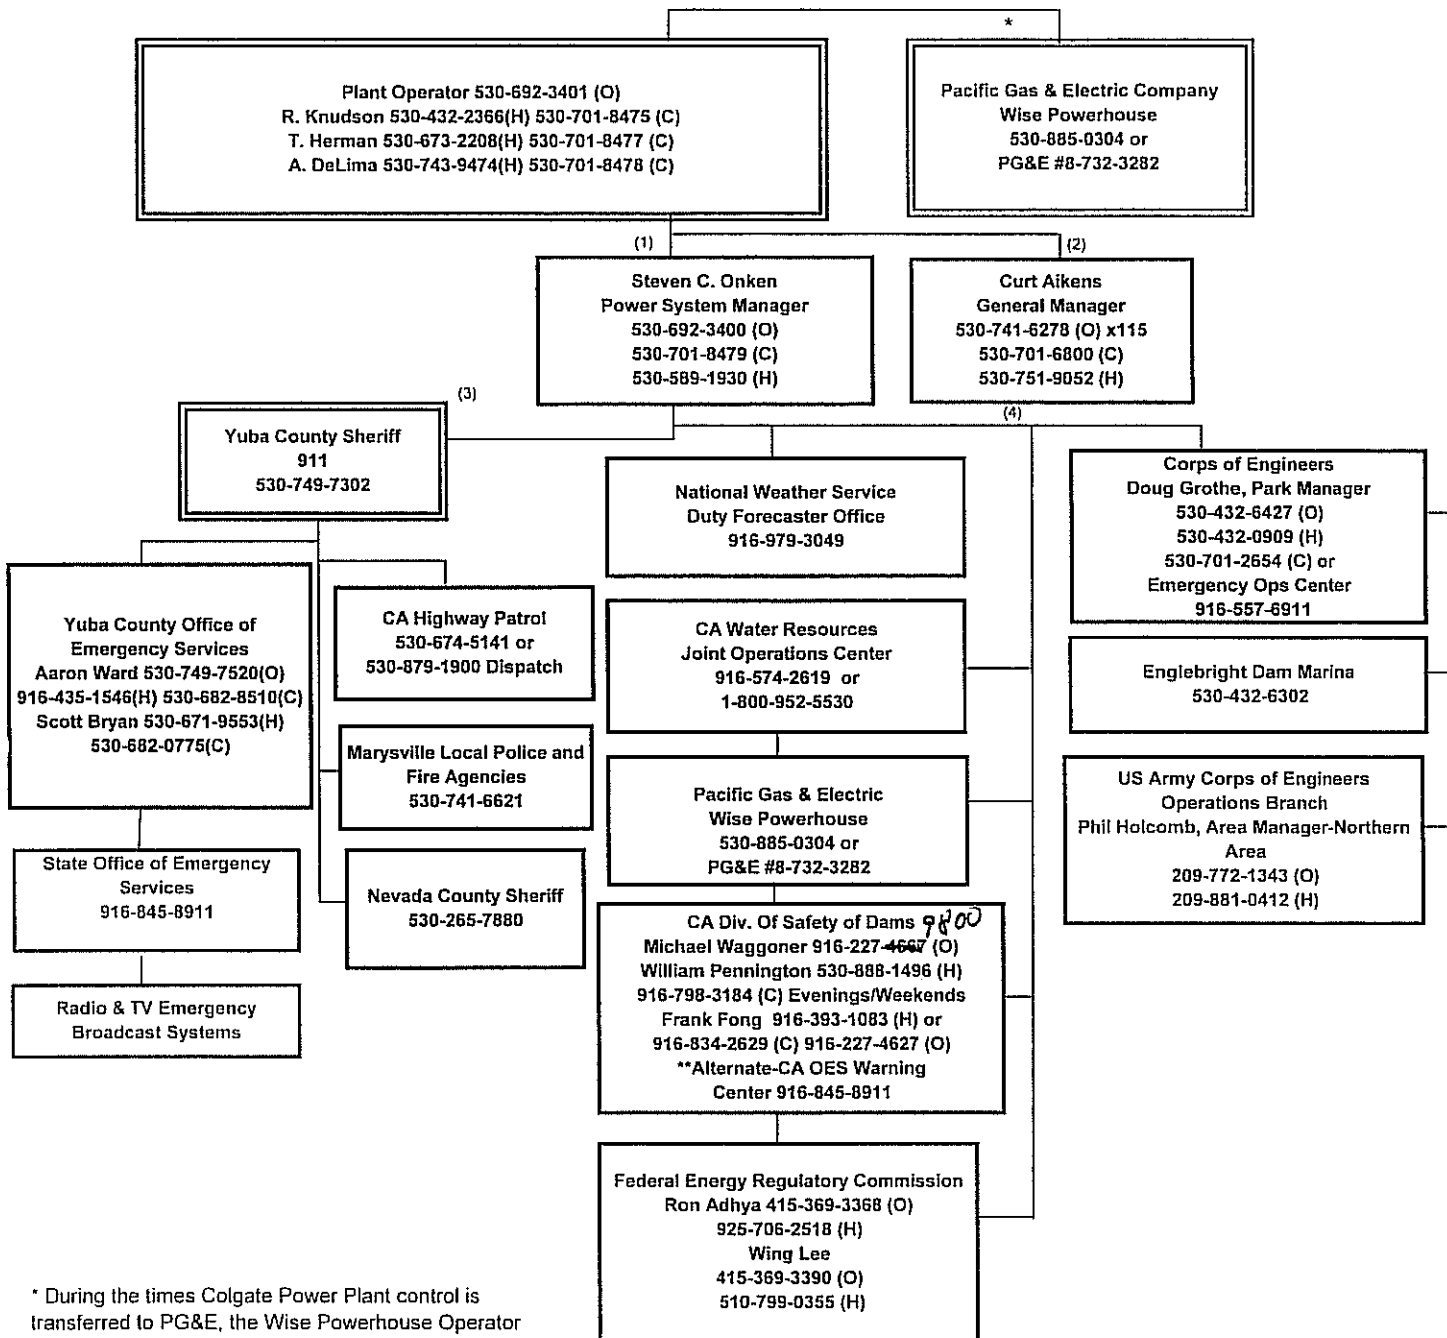 *
Plant Operator 530-692-3401 (O)
R. Knudson 530-432-2366(H) 530-701-8475 (C)
T. Herman 530-673-2208(H) 530-701-8477 (C)
A. DeLima 530-743-9474(H) 530-701-8478 (C)
Pacific Gas & Electric Company
Wise Powerhouse
530-885-0304 or
PG&E #8-732-3282
(1)
(2)
Steven C. Onken
Power System Manager
530-692-3400 (O)
530-701-8479 (C)
530-589-1930 (H)
Curt Aikens
General Manager
530-741-6278 (O) x115
530-701-6800 (C)
530-751-9052 (H)
(3)
(4)
Yuba County Sheriff
911
530-749-7302
National Weather Service
Duty Forecaster Office
916-979-3049
Corps of Engineers
Doug Grothe, Park Manager
530-432-6427 (O)
530-432-0909 (H)
530-701-2654 (C) or
Emergency Ops Center
916-557-6911
Yuba County Office of
Emergency Services
Aaron Ward 530-749-7520(O)
916-435-1546(H) 530-682-8510(C)
Scott Bryan 530-671-9553(H)
530-682-0775(C)
CA Highway Patrol
530-674-5141 or
530-879-1900 Dispatch
CA Water Resources
Joint Operations Center
916-574-2619 or
1-800-952-5530
Englebright Dam Marina
530-432-6302
Marysville Local Police and
Fire Agencies
530-741-6621
Pacific Gas & Electric
Wise Powerhouse
530-885-0304 or
PG&E #8-732-3282
US Army Corps of Engineers
Operations Branch
Phil Holcomb, Area Manager-Northern
Area
209-772-1343 (O)
209-881-0412 (H)
State Office of Emergency
Services
916-845-8911
Nevada County Sheriff
530-265-7880
CA Div. Of Safety of Dams 9800
Michael Waggoner 916-227-4667 (O)
William Pennington 530-888-1496 (H)
916-798-3184 (C) Evenings/Weekends
Frank Fong 916-393-1083 (H) or
916-834-2629 (C) 916-227-4627 (O)
**Alternate-CA OES Warning
Center 916-845-8911
Radio & TV Emergency
Broadcast Systems
Federal Energy Regulatory Commission
Ron Adhya 415-369-3368 (O)
925-706-2518 (H)
Wing Lee
415-369-3390 (O)
510-799-0355 (H)
* During the times Colgate Power Plant control is
transferred to PG&E, the Wise Powerhouse Operator